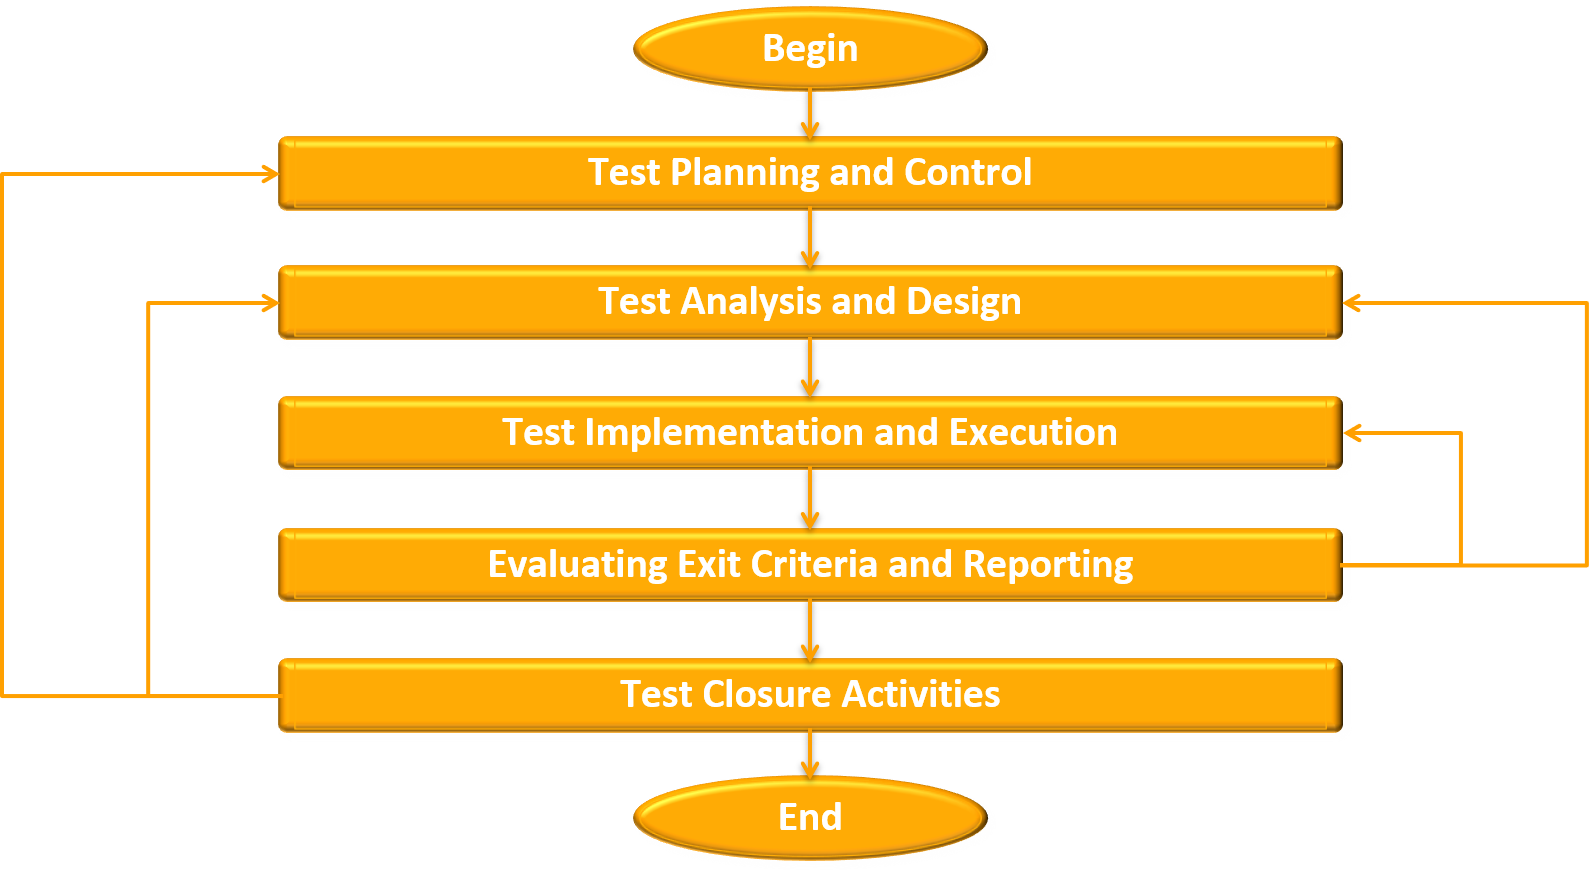 Begin
Test Planning and Control
Test Analysis and Design
Test Implementation and Execution
Evaluating Exit Criteria and Reporting
Test Closure Activities
End